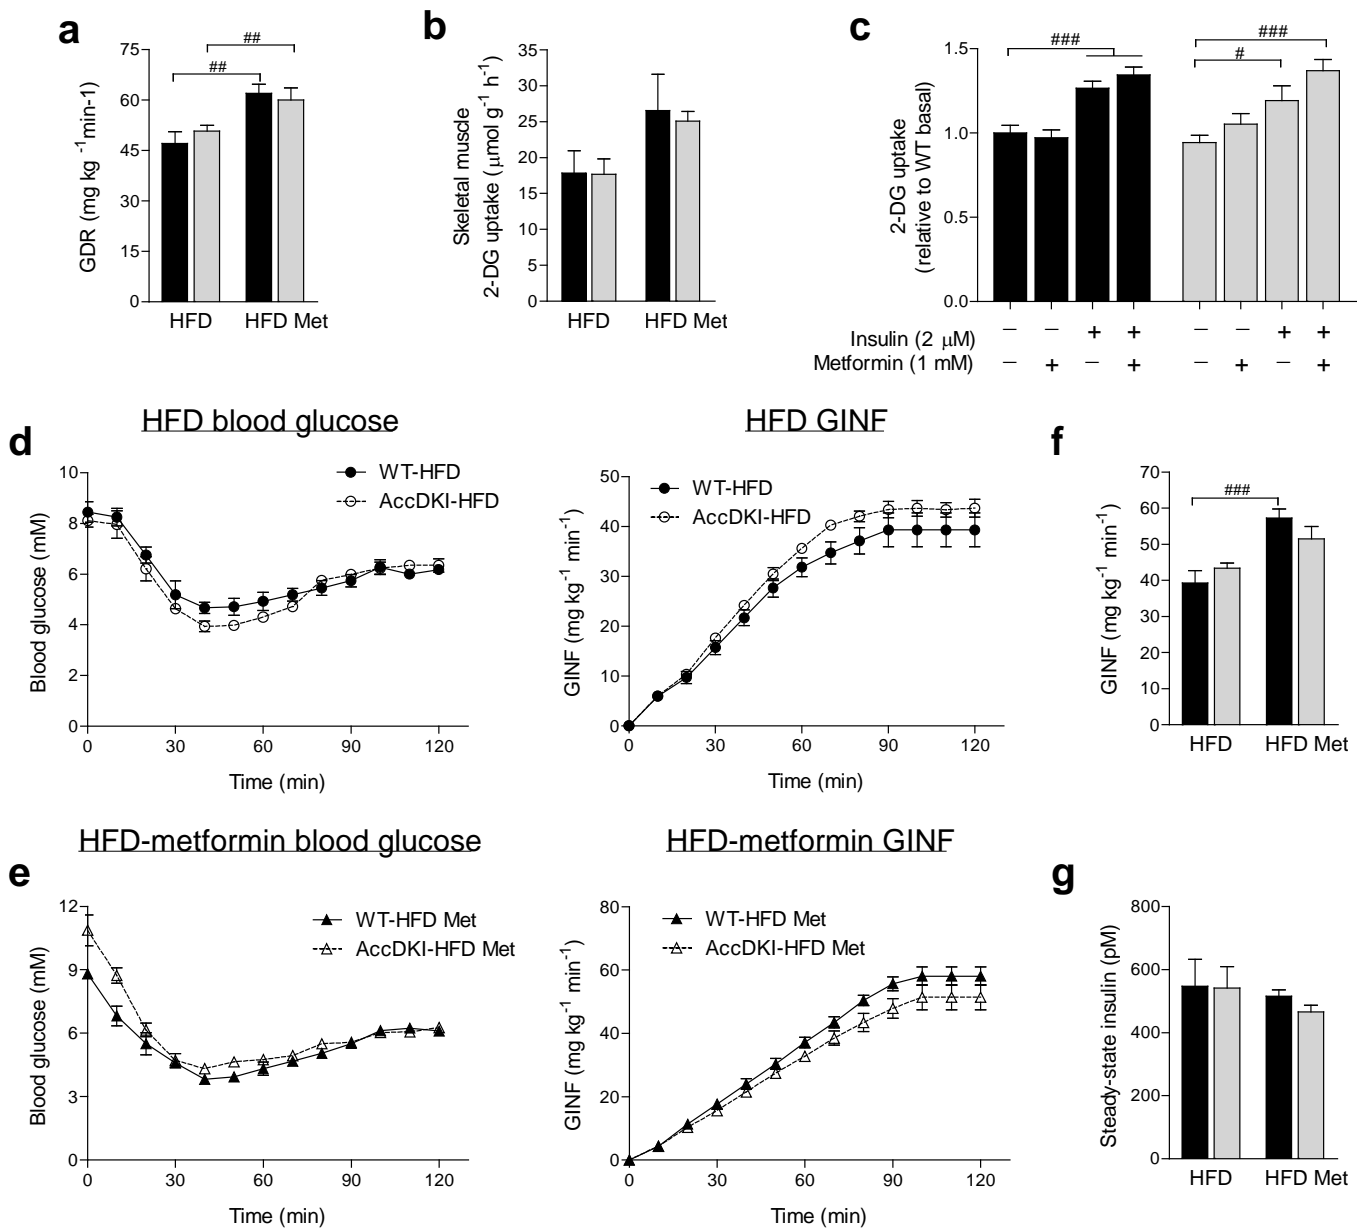 a
GDR (mg kg -1min-1)
75
60
45
30
15
0
##
##
HFD
HFD Met
b
Skeletal muscle
2-DG uptake (μmol g-1 h-1)
35
30
25
20
15
10
5
0
HFD
HFD Met
c
2-DG uptake
(relative to WT basal)
1.5
1.0
0.5
0.0
###
#
###
Insulin (2 μM) − − + + − − + +
Metformin (1 mM) − + − + − + − +
d
HFD blood glucose
Blood glucose (mM)
10
8
6
4
2
0
WT-HFD
AccDKI-HFD
0 30 60 90 120
Time (min)
HFD GINF
GINF (mg kg-1 min-1)
50
40
30
20
10
0
WT-HFD
AccDKI-HFD
0 30 60 90 120
Time (min)
f
GINF (mg kg-1 min-1)
70
60
50
40
30
20
10
0
###
HFD
HFD Met
e
HFD-metformin blood glucose
Blood glucose (mM)
12
9
6
3
0
WT-HFD Met
AccDKI-HFD Met
0 30 60 90 120
Time (min)
HFD-metformin GINF
GINF (mg kg-1 min-1)
80
60
40
20
0
WT-HFD Met
AccDKI-HFD Met
0 30 60 90 120
Time (min)
g
Steady-state insulin (pM)
800
600
400
200
0
HFD
HFD Met